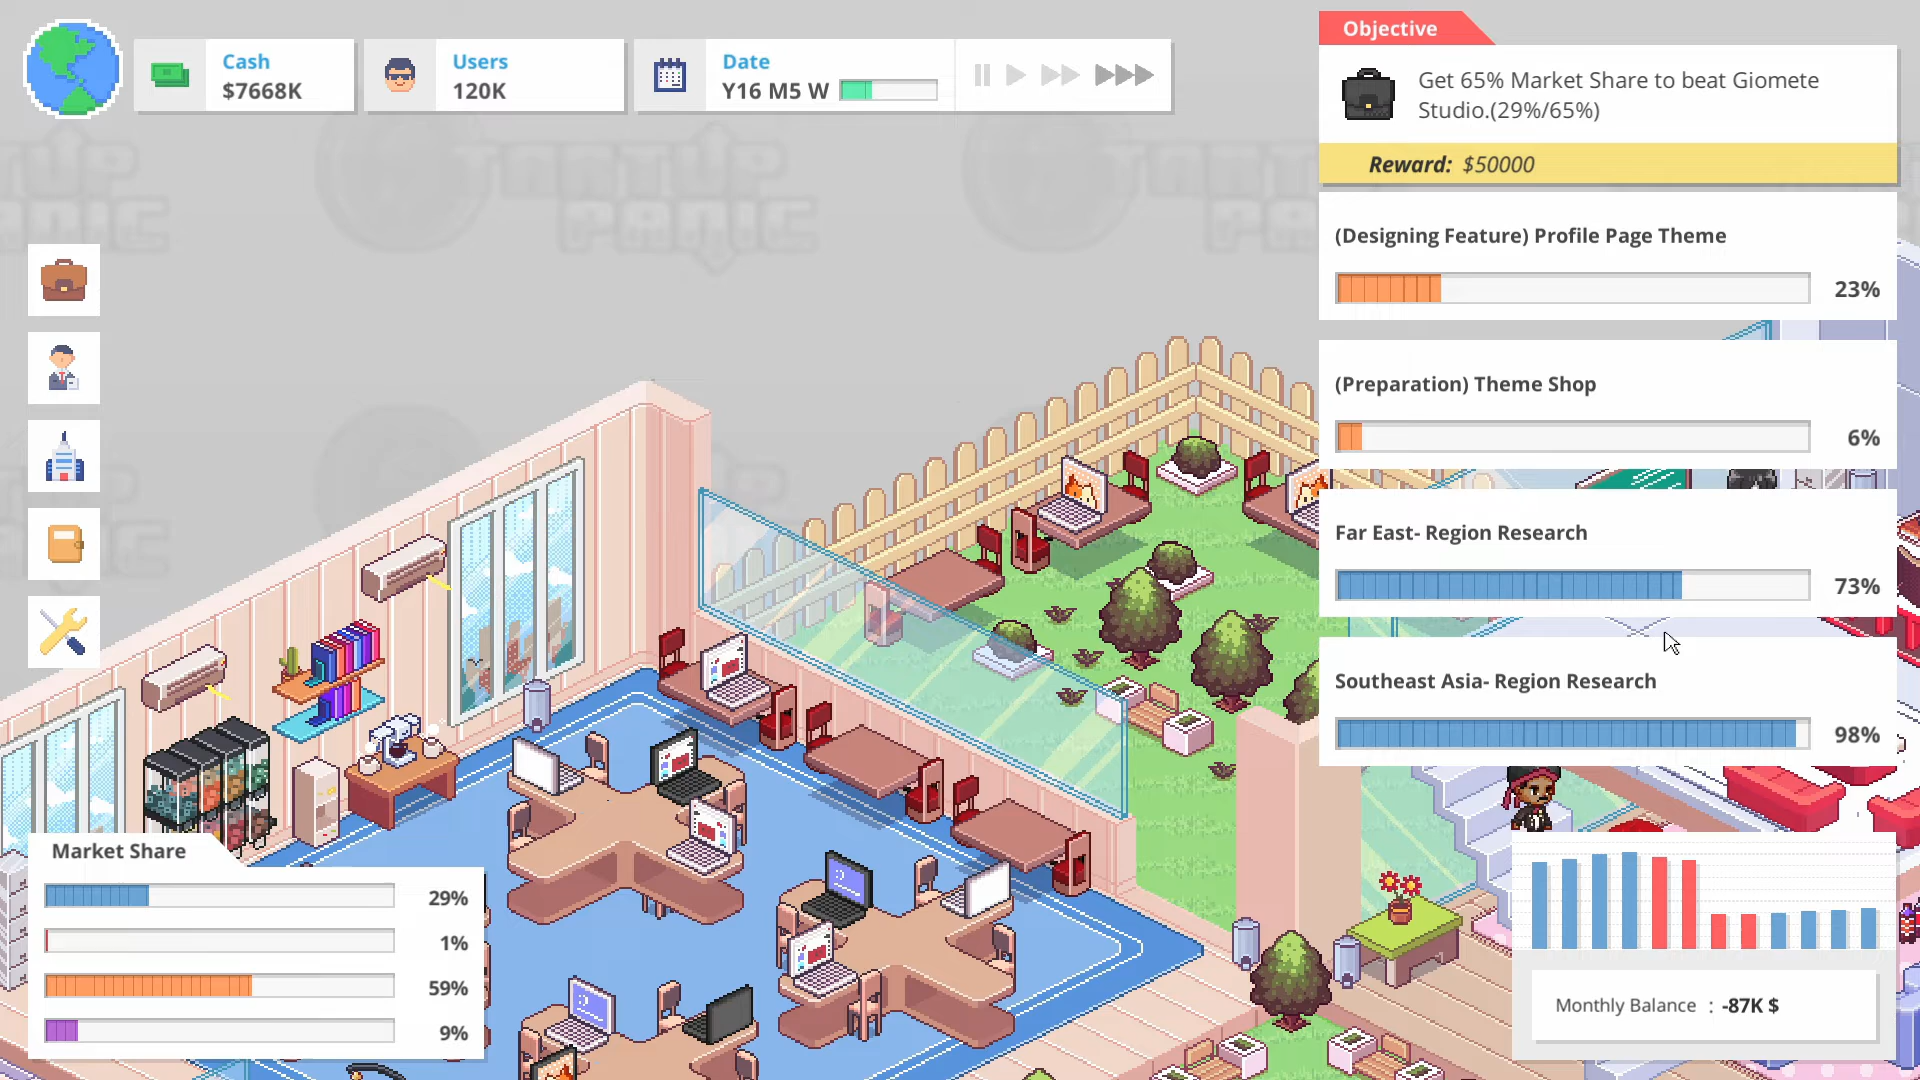 Cash
$7668K
Users
120K
Date
Y16 M5 W
Objective
Get 65% Market Share to beat Giomete
Studio.(29%/65%)
Reward: $50000
(Designing Feature) Profile Page Theme
23%
(Preparation) Theme Shop
6%
Far East- Region Research
73%
Southeast Asia- Region Research
98%
Market Share
29%
1%
59%
9%
Monthly Balance : -87K $
STARTUP
PANIC